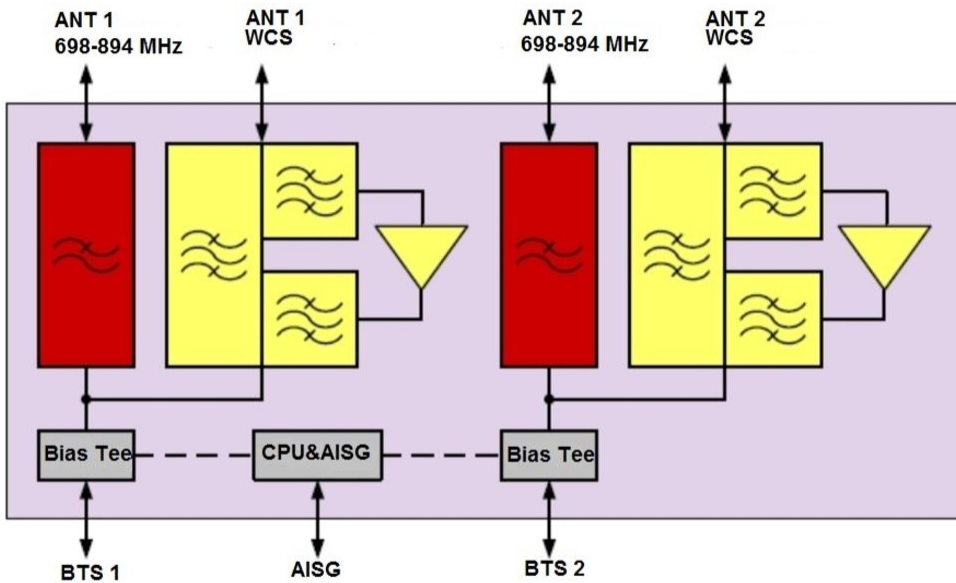 ANT 1
698-894 MHz
ANT 1
WCS
ANT 2
698-894 MHz
ANT 2
WCS
Bias Tee
CPU&AISG
Bias Tee
BTS 1
AISG
BTS 2